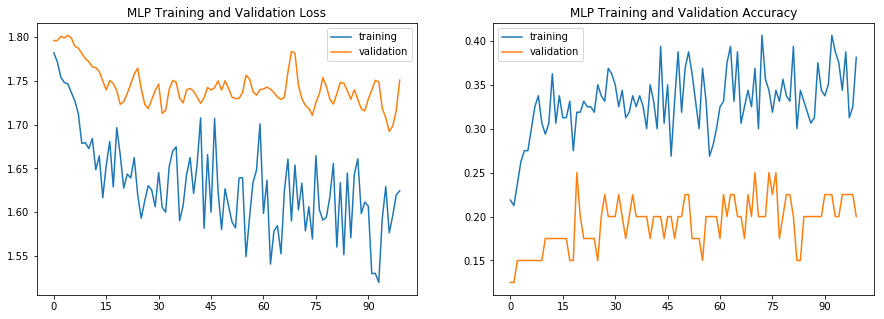 MLP Training and Validation Loss
training
validation
1.80
1.75
1.70
1.65
1.60
1.55
0 15 30 45 60 75 90
MLP Training and Validation Accuracy
training
validation
0.40
0.35
0.30
0.25
0.20
0.15
0 15 30 45 60 75 90